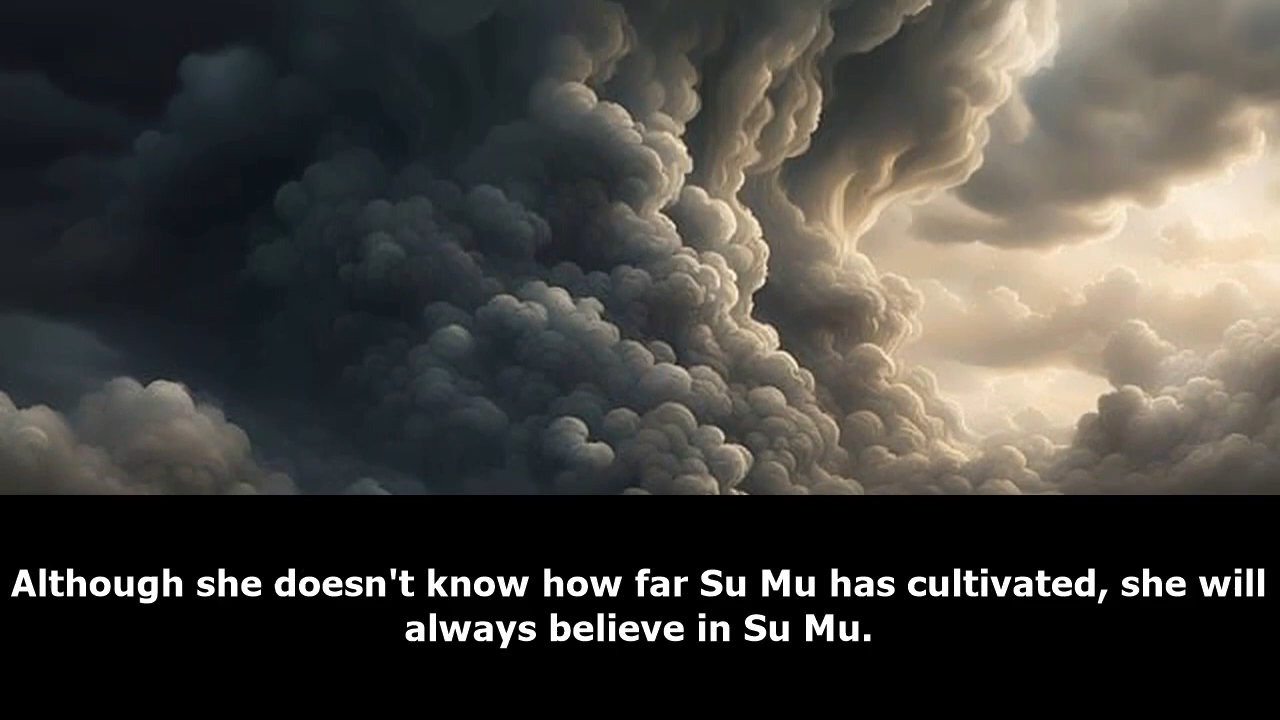 Although she doesn't know how far Su Mu has cultivated, she will
always believe in Su Mu.